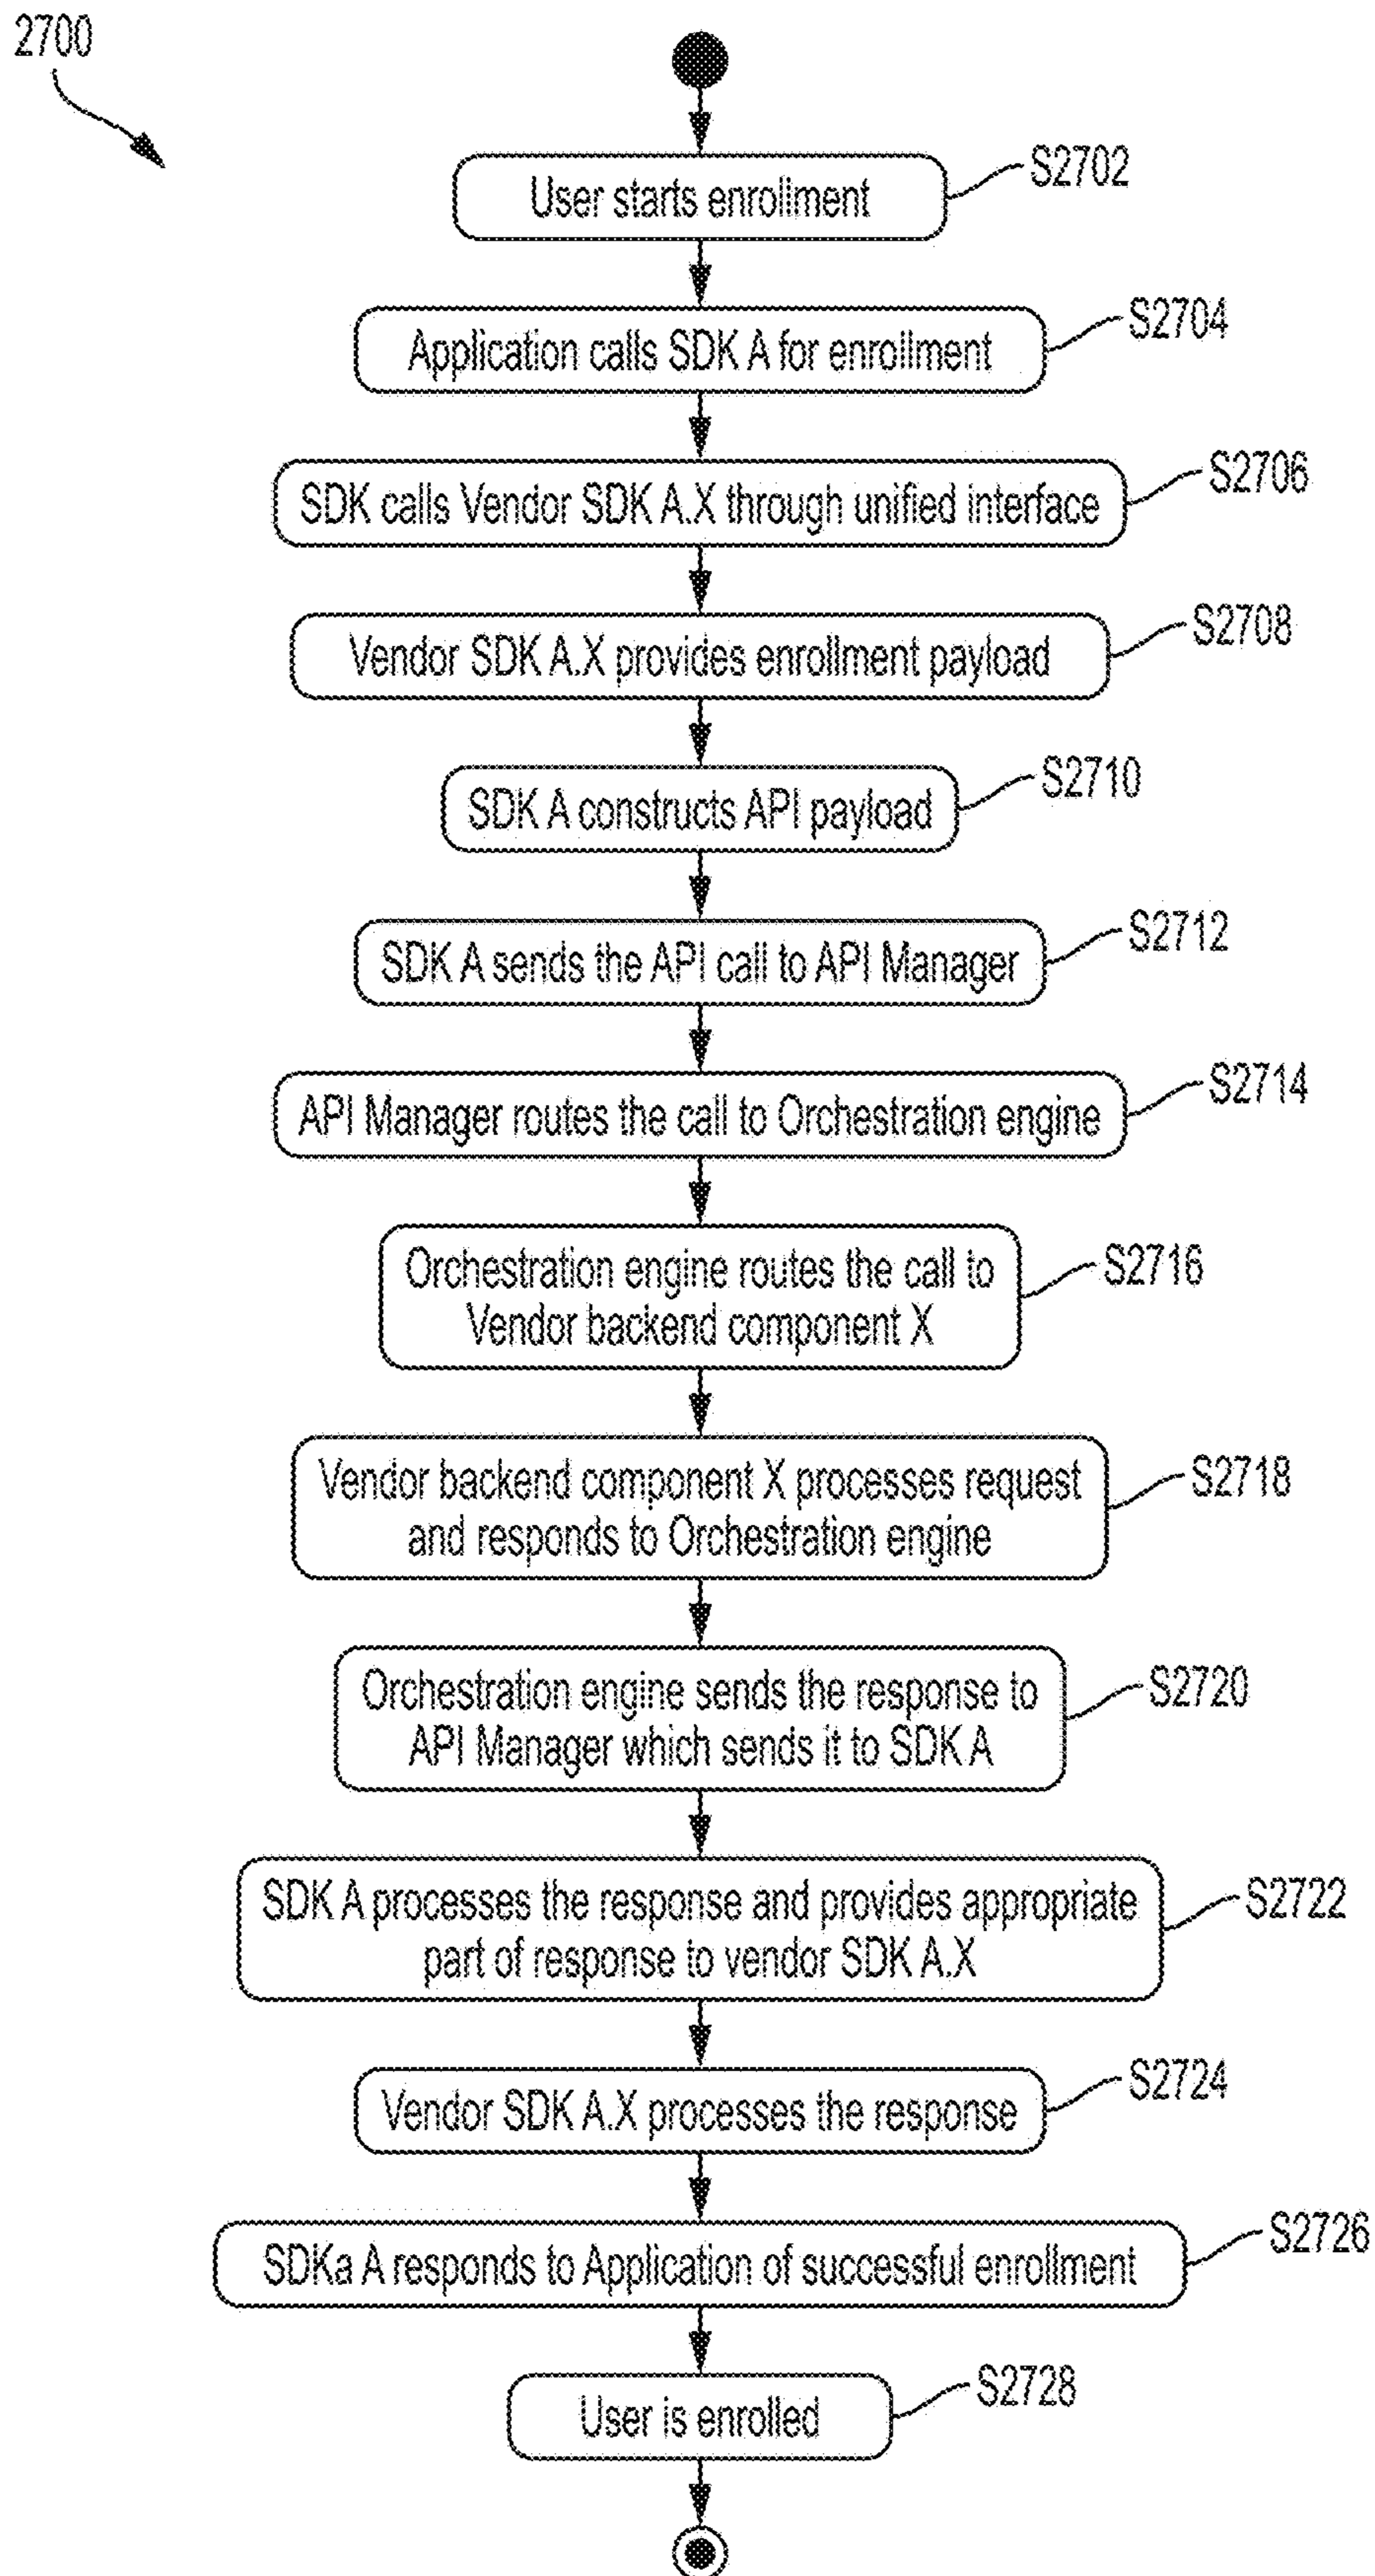 2700
User starts enrollment
S2702
Application calls SDK A for enrollment
S2704
SDK calls Vendor SDK A.X through unified interface
S2706
Vendor SDK A.X provides enrollment payload
S2708
SDK A constructs API payload
S2710
SDK A sends the API call to API Manager
S2712
API Manager routes the call to Orchestration engine
S2714
Orchestration engine routes the call to
Vendor backend component X
S2716
Vendor backend component X processes request
and responds to Orchestration engine
S2718
Orchestration engine sends the response to
API Manager which sends it to SDK A
S2720
SDK A processes the response and provides appropriate
part of response to vendor SDK A.X
S2722
Vendor SDK A.X processes the response
S2724
SDKa A responds to Application of successful enrollment
S2726
User is enrolled
S2728